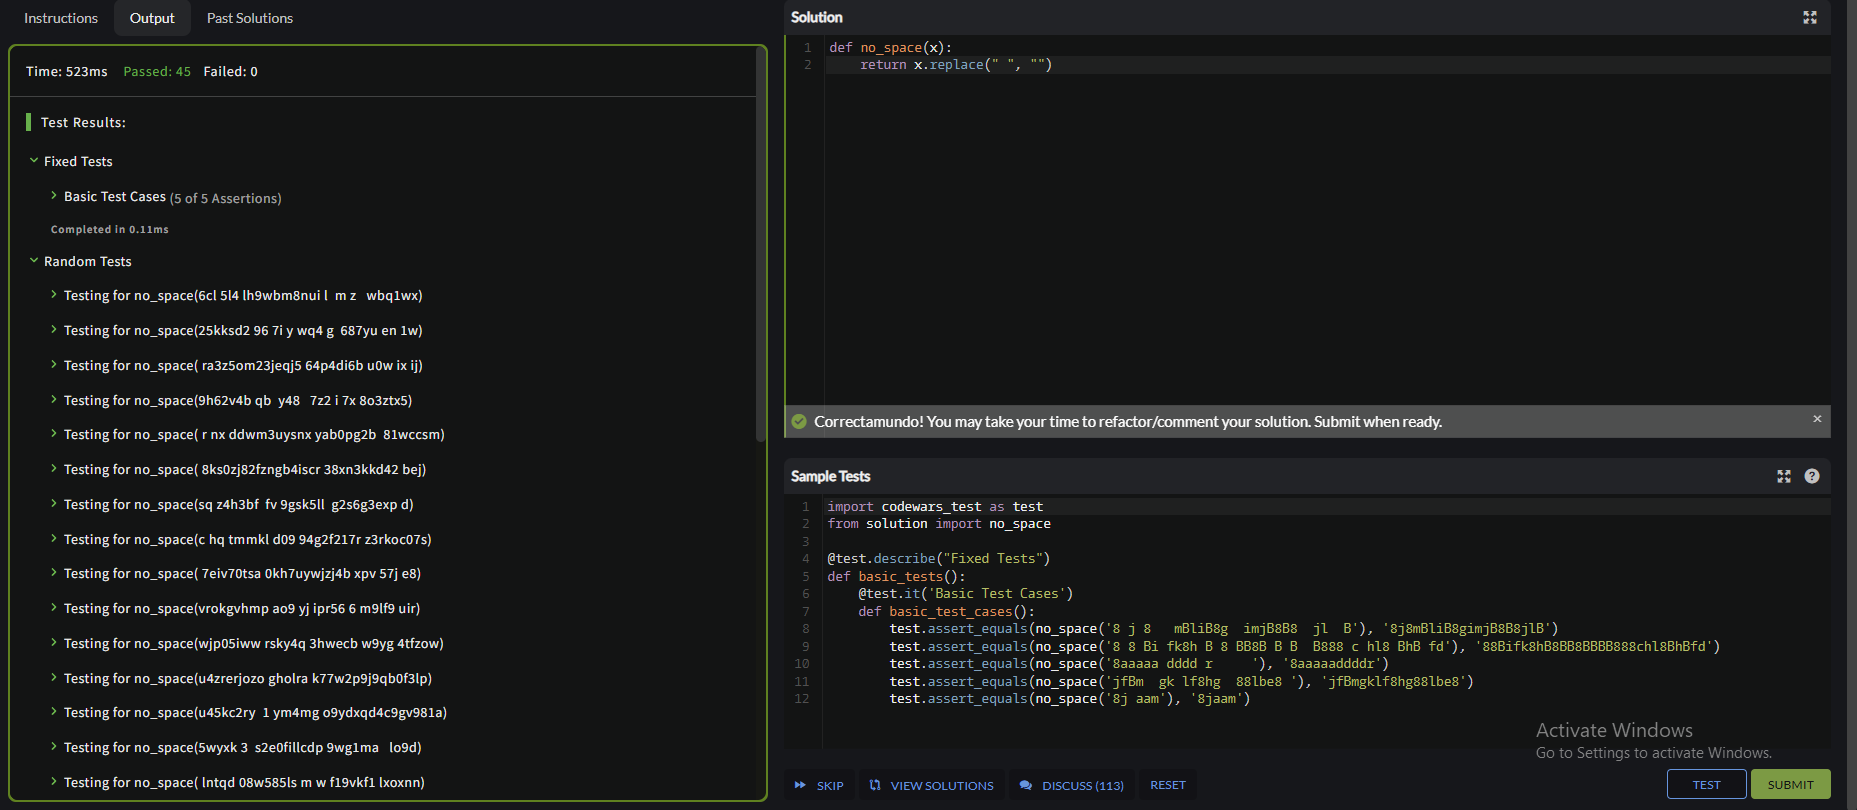 Instructions Output Past Solutions
Time: 523ms Passed: 45 Failed: 0
Test Results:
Fixed Tests
Basic Test Cases (5 of 5 Assertions)
Completed in 0.11ms
Random Tests
Testing for no_space(6cl 5l4 lh9wbm8nui l  m z   wbq1wx)
Testing for no_space(25kksd2 96 7i y wq4 g  687yu en 1w)
Testing for no_space( ra3z5om23jeqj5 64p4di6b u0w ix ij)
Testing for no_space(9h62v4b qb  y48   7z2 i 7x 8o3ztx5)
Testing for no_space( r nx ddwm3uysnx yab0pg2b  81wccsm)
Testing for no_space( 8ks0zj82fzngb4iscr 38xn3kkd42 bej)
Testing for no_space(sq z4h3bf  fv 9gsk5ll  g2s6g3exp d)
Testing for no_space(c hq tmmkl d09 94g2f217r z3rkoc07s)
Testing for no_space( 7eiv70tsa 0kh7uywjzj4b xpv 57j e8)
Testing for no_space(vrokgvhmp ao9 yj ipr56 6 m9lf9 uir)
Testing for no_space(wjp05iww rsky4q 3hwecb w9yg 4tfzow)
Testing for no_space(u4zrerjozo gholra k77w2p9j9qb0f3lp)
Testing for no_space(u45kc2ry  1 ym4mg o9ydxqd4c9gv981a)
Testing for no_space(5wyxk 3  s2e0fillcdp 9wg1ma   lo9d)
Testing for no_space( lntqd 08w585ls m w f19vkf1 lxoxnn)
Solution
1 def no_space(x):
2     return x.replace(" ", "")
Correctamundo! You may take your time to refactor/comment your solution. Submit when ready. ×
Sample Tests ?
1 import codewars_test as test
2 from solution import no_space
3
4 @test.describe("Fixed Tests")
5 def basic_tests():
6     @test.it('Basic Test Cases')
7     def basic_test_cases():
8         test.assert_equals(no_space('8 j 8   mBliB8g  imjB8B8  jl  B'), '8j8mBliB8gimjB8B8jlB')
9         test.assert_equals(no_space('8 8 Bi fk8h B 8 BB8B B B  B888 c hl8 BhB fd'), '88Bifk8hB8BB8BBBB888chl8BhBfd')
10         test.assert_equals(no_space('8aaaaa dddd r     '), '8aaaaaddddr')
11         test.assert_equals(no_space('jfBm  gk lf8hg  88lbe8 '), 'jfBmgklf8hg88lbe8')
12         test.assert_equals(no_space('8j aam'), '8jaam')
Activate Windows
Go to Settings to activate Windows.
SKIP VIEW SOLUTIONS DISCUSS (113) RESET TEST SUBMIT